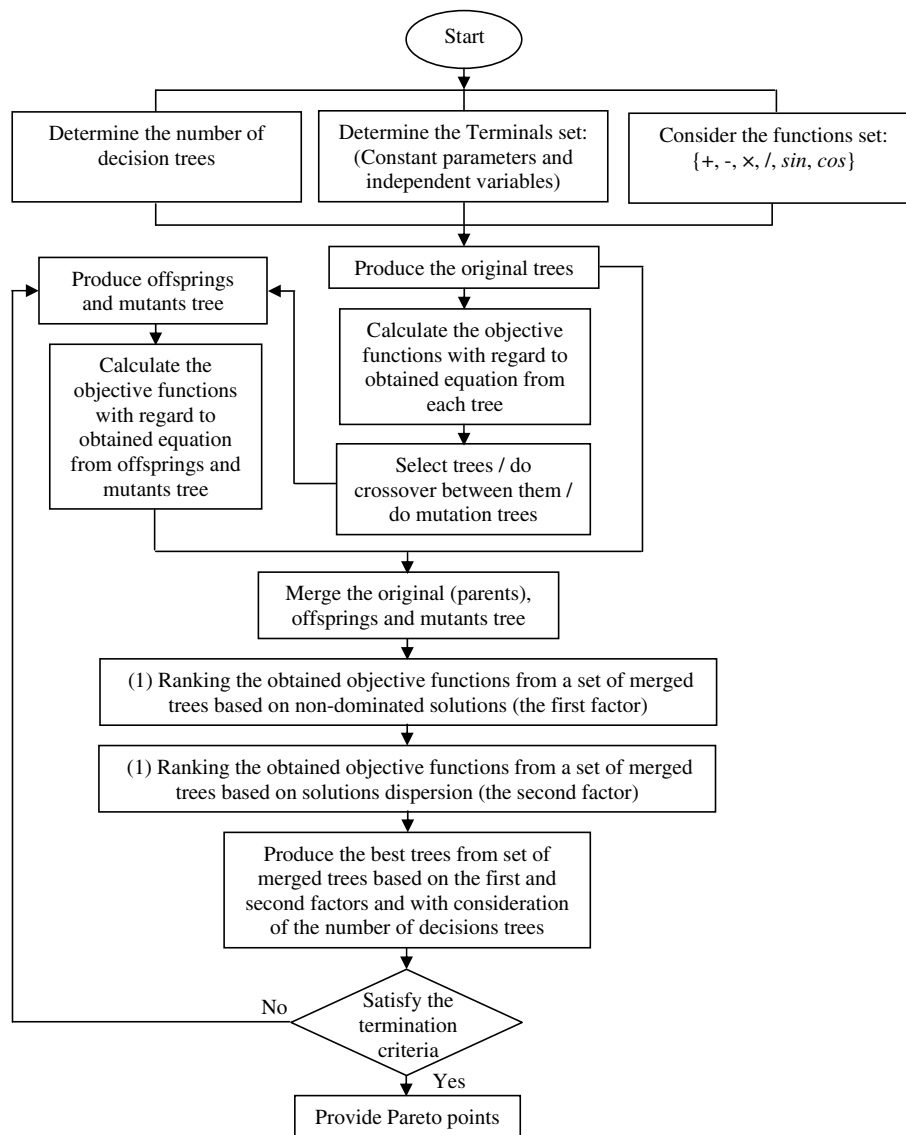 Start
Determine the number of
decision trees
Determine the Terminals set:
(Constant parameters and
independent variables)
Consider the functions set:
{+, -, ×, /, sin, cos}
Produce the original trees
Produce offsprings
and mutants tree
Calculate the objective
functions with regard to
obtained equation from
each tree
Calculate the
objective functions
with regard to
obtained equation
from offsprings and
mutants tree
Select trees / do
crossover between them /
do mutation trees
Merge the original (parents),
offsprings and mutants tree
(1) Ranking the obtained objective functions from a set of merged
trees based on non-dominated solutions (the first factor)
(1) Ranking the obtained objective functions from a set of merged
trees based on solutions dispersion (the second factor)
Produce the best trees from set of
merged trees based on the first and
second factors and with consideration
of the number of decisions trees
No
Satisfy the
termination
criteria
Yes
Provide Pareto points